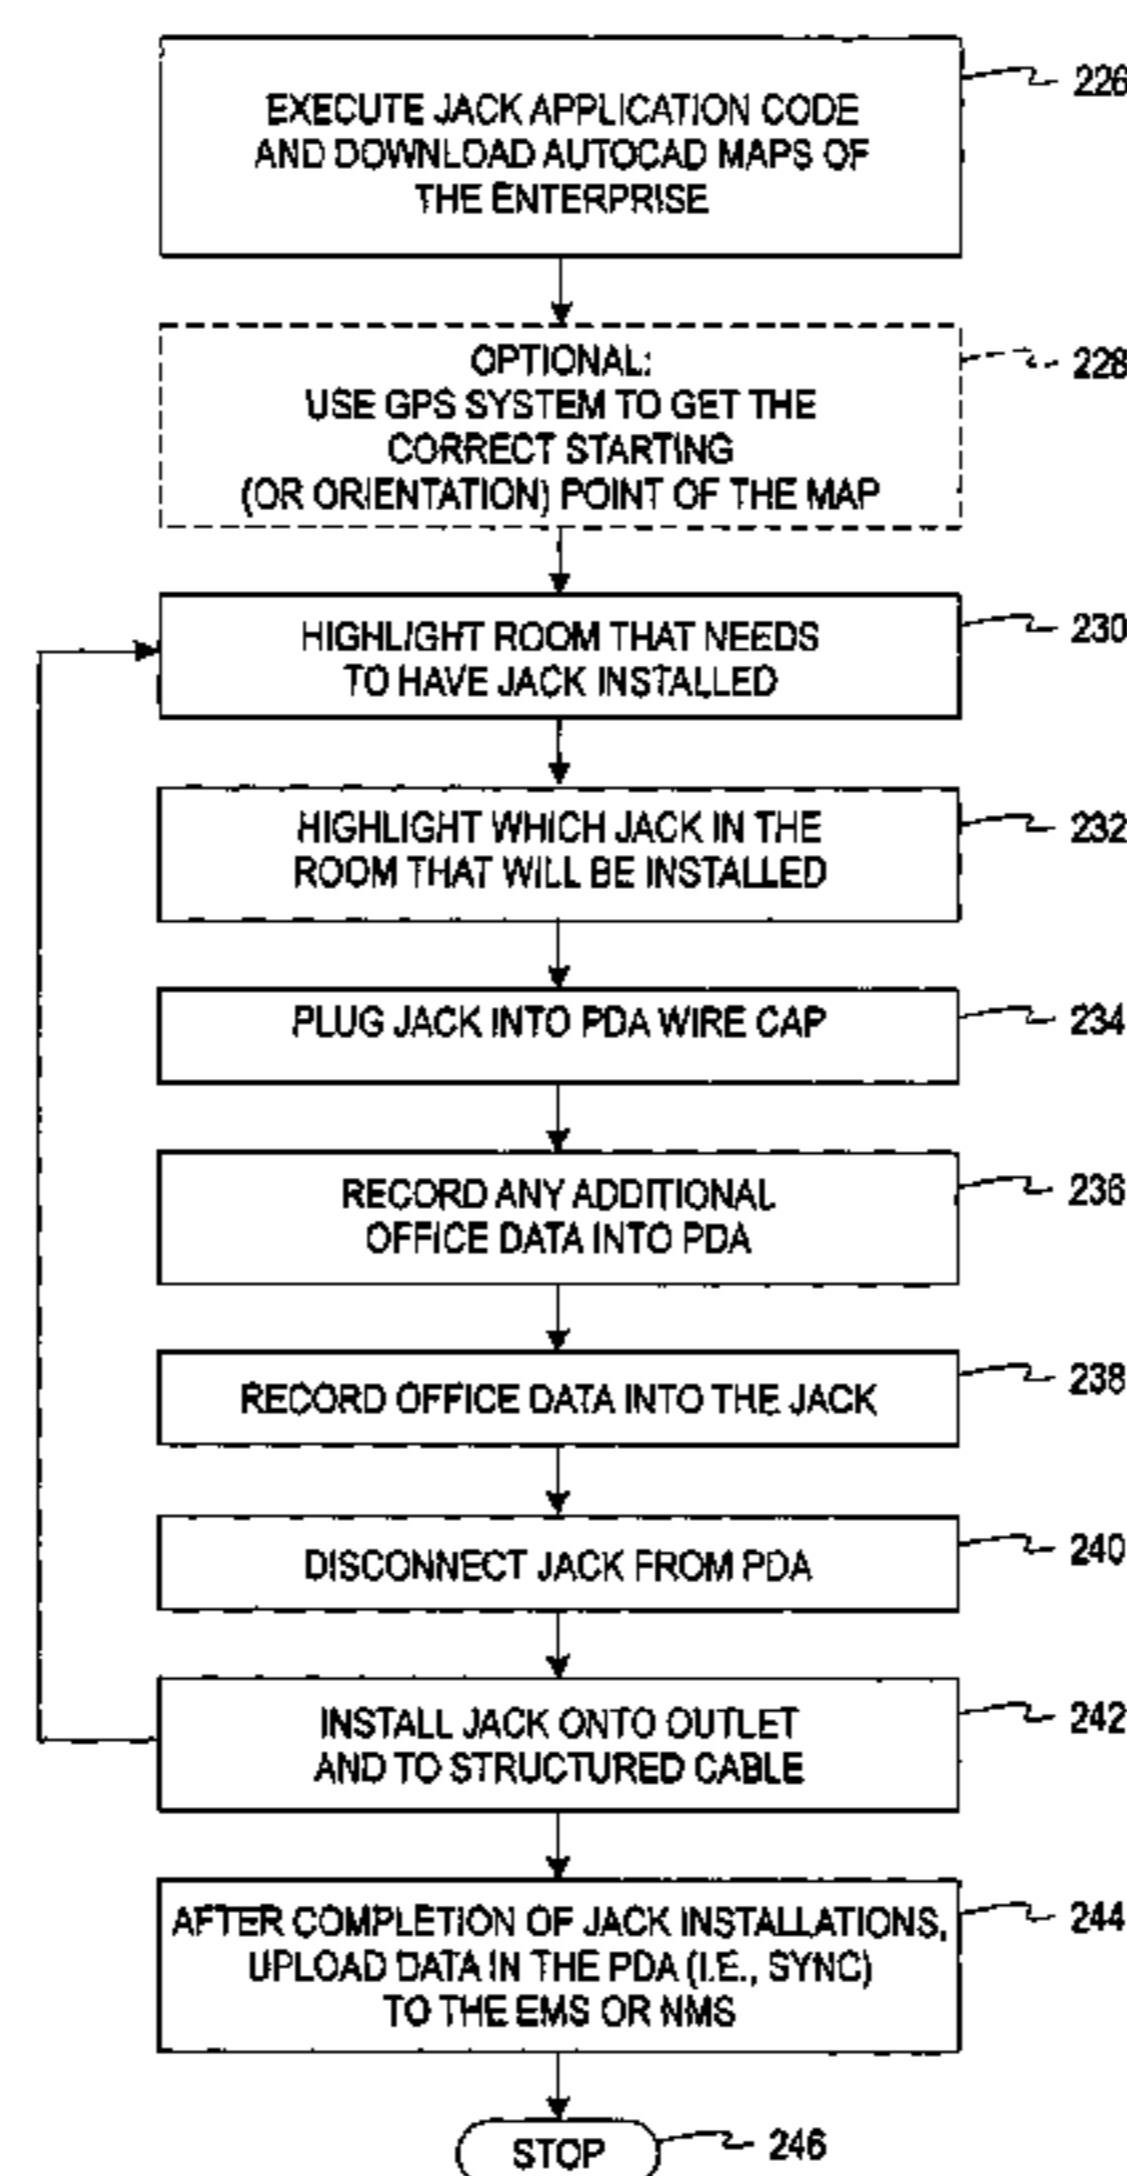 EXECUTE JACK APPLICATION CODE
AND DOWNLOAD AUTOCAD MAPS OF
THE ENTERPRISE
226
OPTIONAL:
USE GPS SYSTEM TO GET THE
CORRECT STARTING
(OR ORIENTATION) POINT OF THE MAP
228
HIGHLIGHT ROOM THAT NEEDS
TO HAVE JACK INSTALLED
230
HIGHLIGHT WHICH JACK IN THE
ROOM THAT WILL BE INSTALLED
232
PLUG JACK INTO PDA WIRE CAP
234
RECORD ANY ADDITIONAL
OFFICE DATA INTO PDA
236
RECORD OFFICE DATA INTO THE JACK
238
DISCONNECT JACK FROM PDA
240
INSTALL JACK ONTO OUTLET
AND TO STRUCTURED CABLE
242
AFTER COMPLETION OF JACK INSTALLATIONS,
UPLOAD DATA IN THE PDA (I.E., SYNC)
TO THE EMS OR NMS
244
STOP
246